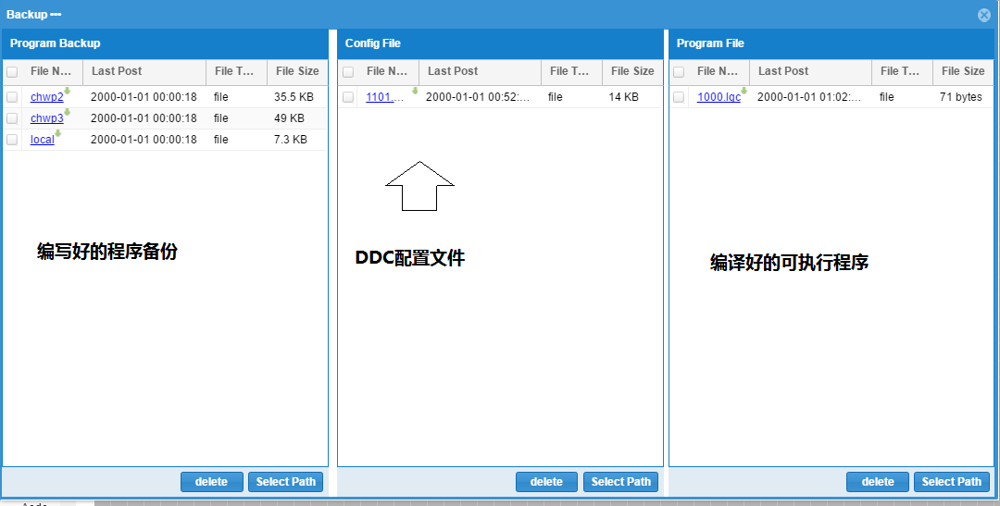 Backup ---
Program Backup
File N... Last Post File T... File Size
chwp2 2000-01-01 00:00:18 file 35.5 KB
chwp3 2000-01-01 00:00:18 file 49 KB
local 2000-01-01 00:00:18 file 7.3 KB
编写好的程序备份
delete Select Path
Config File
File N... Last Post File T... File Size
1101.... 2000-01-01 00:52:... file 14 KB
DDC配置文件
delete Select Path
Program File
File N... Last Post File T... File Size
1000.lgc 2000-01-01 01:02:... file 71 bytes
编译好的可执行程序
delete Select Path